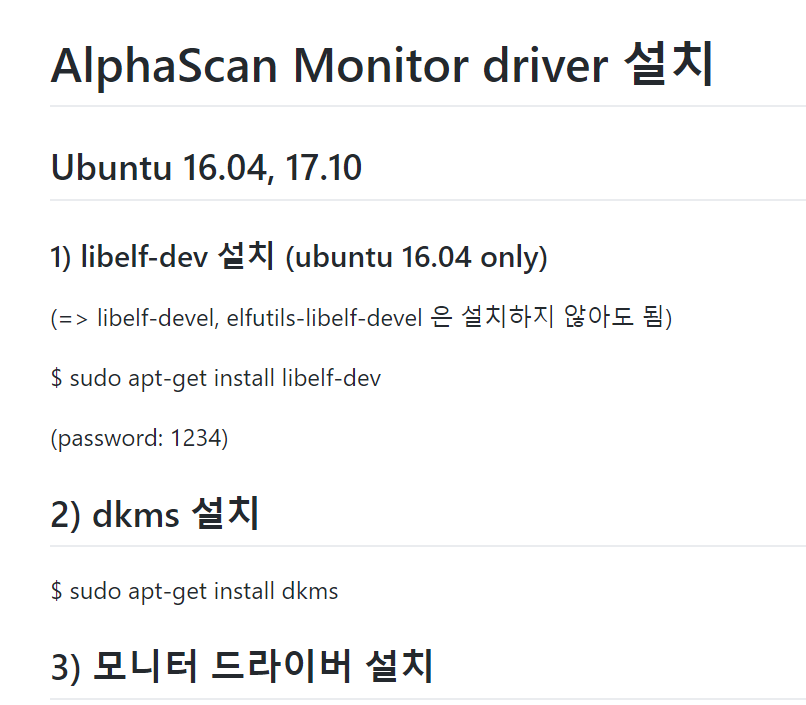 AlphaScan Monitor driver 설치
Ubuntu 16.04, 17.10
1) libelf-dev 설치 (ubuntu 16.04 only)
(=> libelf-devel, elfutils-libelf-devel 은 설치하지 않아도 됨)
$ sudo apt-get install libelf-dev
(password: 1234)
2) dkms 설치
$ sudo apt-get install dkms
3) 모니터 드라이버 설치